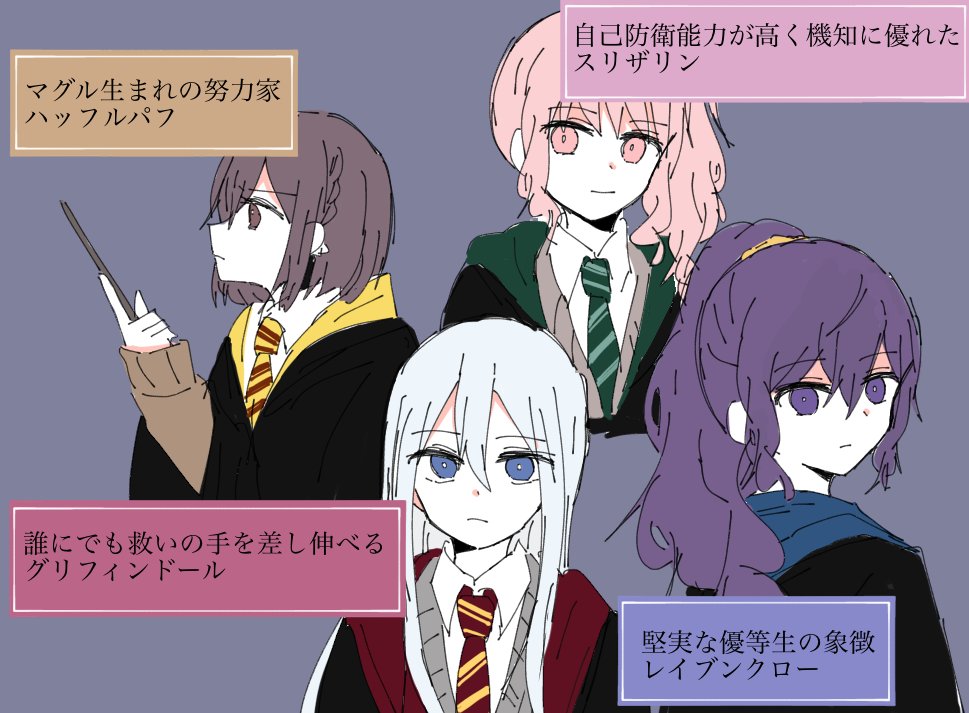 自己防衛能力が高く機知に優れた
スリザリン
マグル生まれの努力家
ハッフルパフ
誰にでも救いの手を差し伸べる
グリフィンドール
堅実な優等生の象徴
レイブンクロー